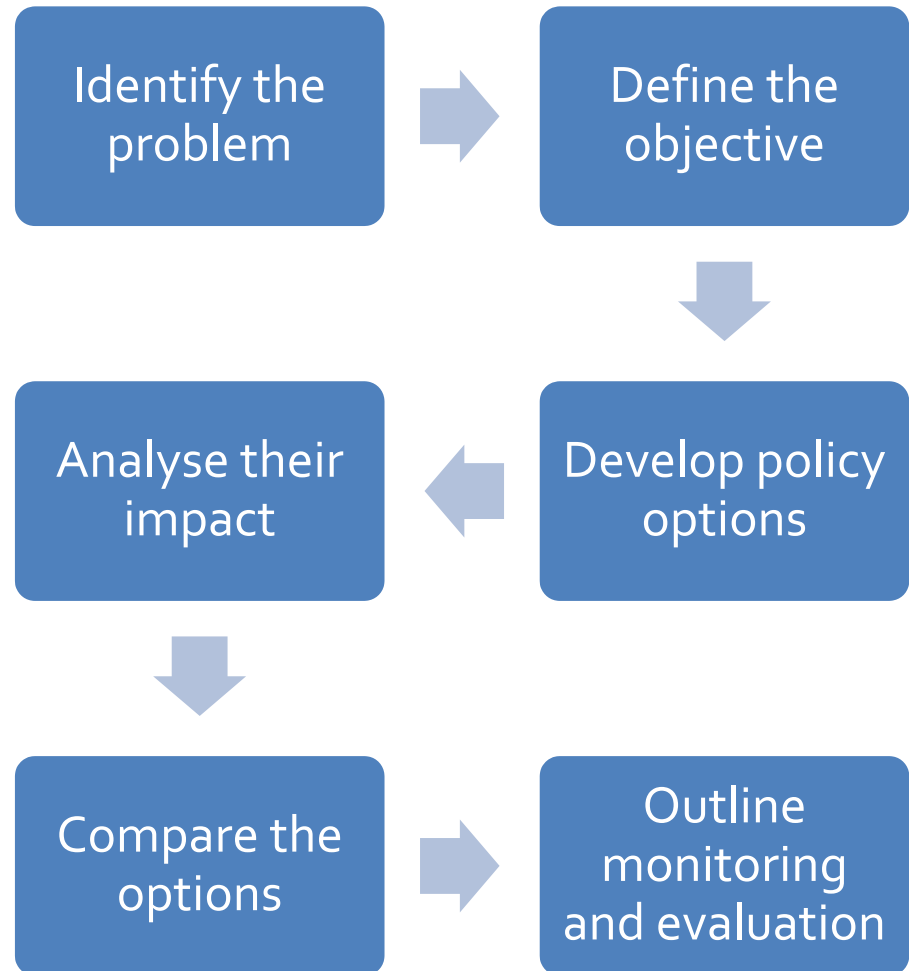 Identify the
problem
Define the
objective
Develop policy
options
Analyse their
impact
Compare the
options
Outline
monitoring
and evaluation